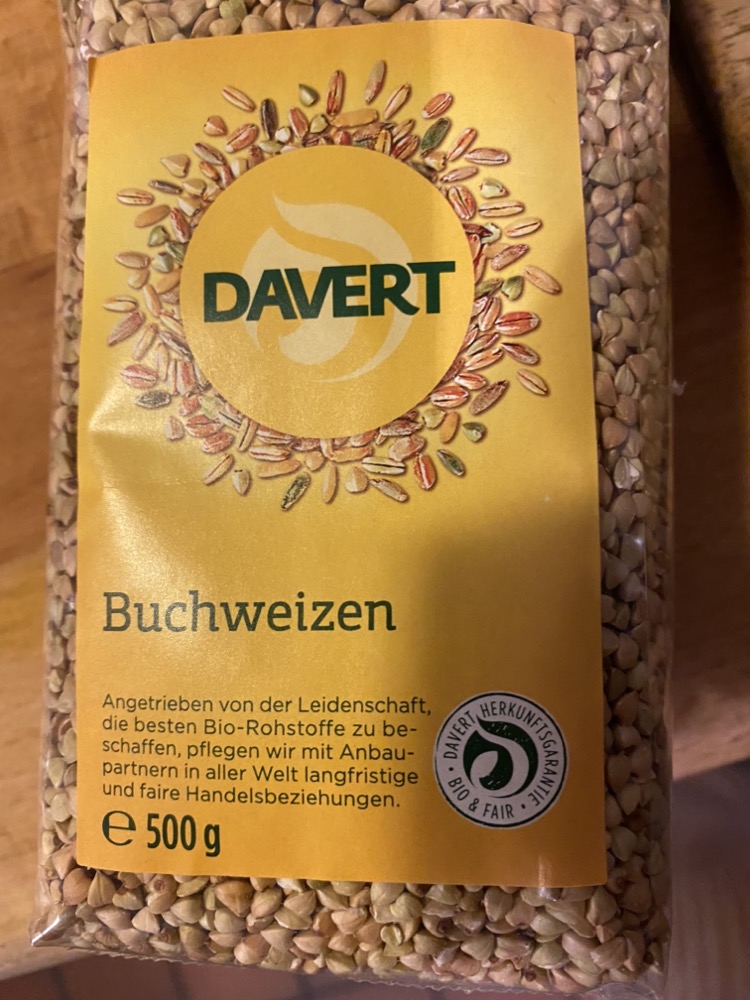 DAVERT
Buchweizen
Angetrieben von der Leidenschaft,
die besten Bio-Rohstoffe zu be-
schaffen, pflegen wir mit Anbau-
partnern in aller Welt langfristige
und faire Handelsbeziehungen.
℮ 500 g
DAVERT HERKUNFTSGARANTIE
• BIO & FAIR •